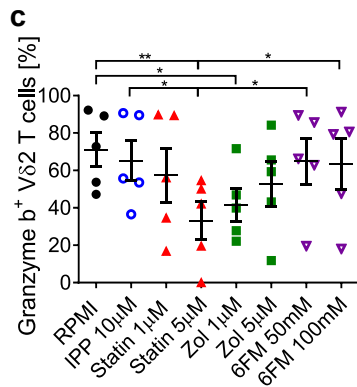 c
**
*
*
*
*
Granzyme b⁺ Vδ2 T cells [%]
100
80
60
40
20
0
RPMI
IPP 10μM
Statin 1μM
Statin 5μM
Zol 1μM
Zol 5μM
6FM 50mM
6FM 100mM